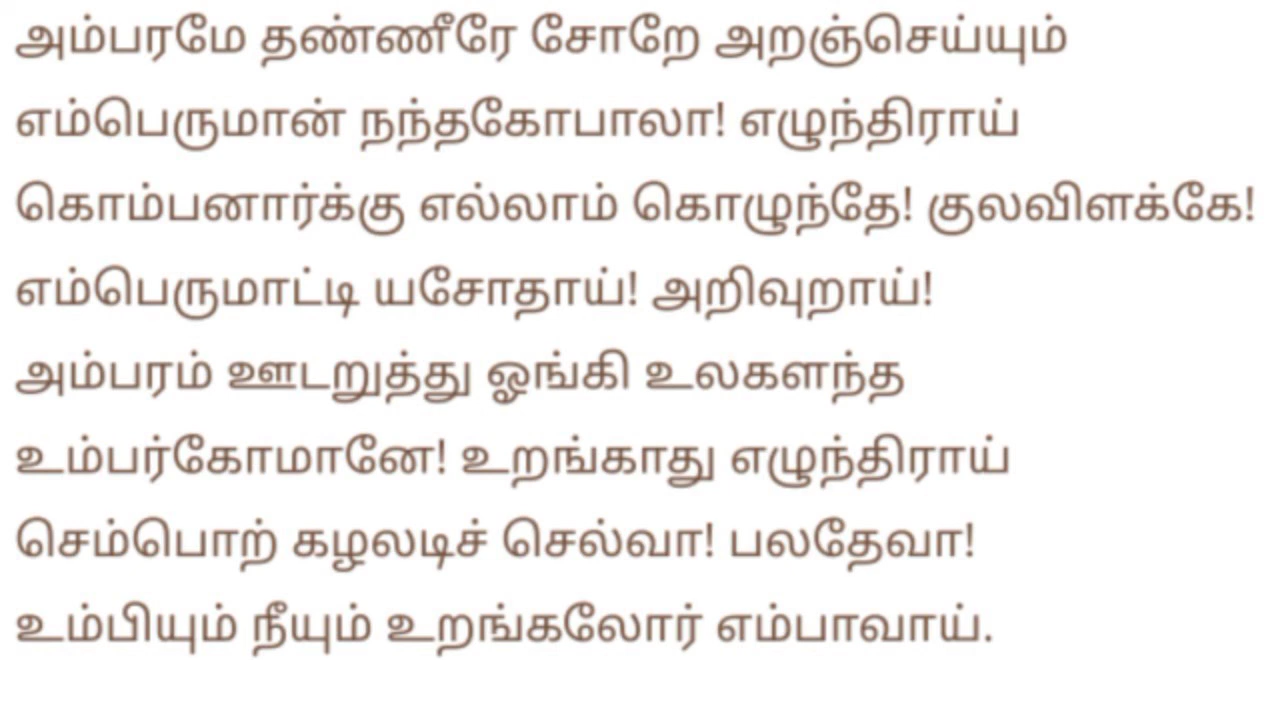 அம்பரமே தண்ணீரே சோறே அறஞ்செய்யும்
எம்பெருமான் நந்தகோபாலா! எழுந்திராய்
கொம்பனார்க்கு எல்லாம் கொழுந்தே! குலவிளக்கே!
எம்பெருமாட்டி யசோதாய்! அறிவுறாய்!
அம்பரம் ஊடறுத்து ஓங்கி உலகளந்த
உம்பர்கோமானே! உறங்காது எழுந்திராய்
செம்பொற் கழலடிச் செல்வா! பலதேவா!
உம்பியும் நீயும் உறங்கலோர் எம்பாவாய்.